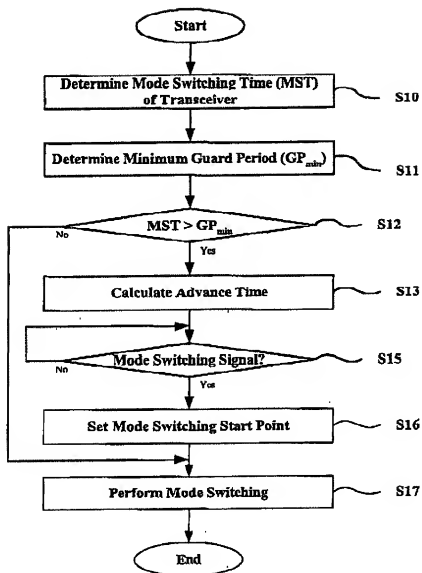 Start
Determine Mode Switching Time (MST)
of Transceiver
S10
Determine Minimum Guard Period (GPmin)
S11
MST > GPmin
S12
No
Yes
Calculate Advance Time
S13
Mode Switching Signal?
S15
No
Yes
Set Mode Switching Start Point
S16
Perform Mode Switching
S17
End